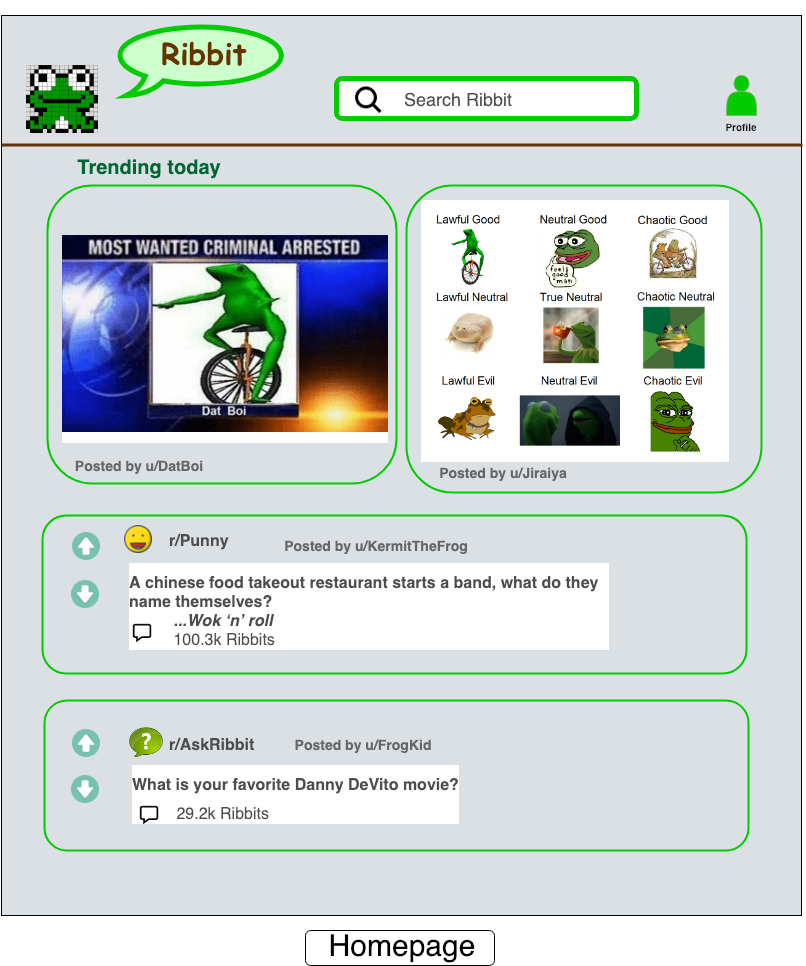 Ribbit
Search Ribbit
Profile
Trending today
MOST WANTED CRIMINAL ARRESTED
Dat Boi
Posted by u/DatBoi
Lawful Good Neutral Good Chaotic Good
feels
good
man
Lawful Neutral True Neutral Chaotic Neutral
Lawful Evil Neutral Evil Chaotic Evil
Posted by u/Jiraiya
r/Punny Posted by u/KermitTheFrog
A chinese food takeout restaurant starts a band, what do they
name themselves?
...Wok ‘n’ roll
100.3k Ribbits
? r/AskRibbit Posted by u/FrogKid
What is your favorite Danny DeVito movie?
29.2k Ribbits
Homepage